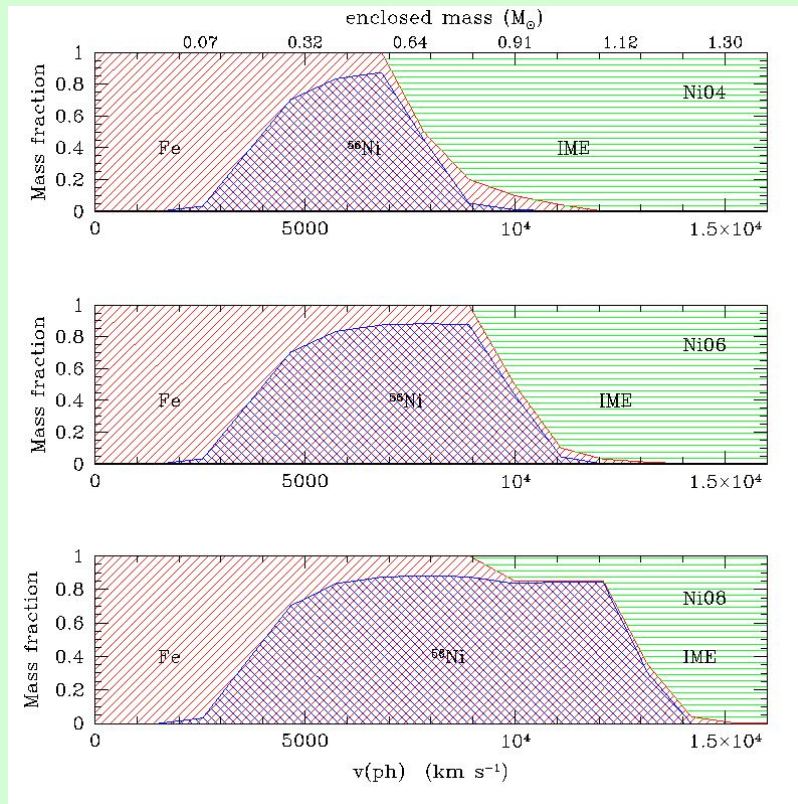 enclosed mass (M☉)
0.07 0.32 0.64 0.91 1.12 1.30
1
0.8
0.6
0.4
0.2
0
Mass fraction
Fe
⁵⁶Ni
IME
Ni04
0 5000 10⁴ 1.5×10⁴
1
0.8
0.6
0.4
0.2
0
Mass fraction
Fe
⁵⁶Ni
IME
Ni06
0 5000 10⁴ 1.5×10⁴
1
0.8
0.6
0.4
0.2
0
Mass fraction
Fe
⁵⁶Ni
IME
Ni08
0 5000 10⁴ 1.5×10⁴
v(ph) (km s⁻¹)